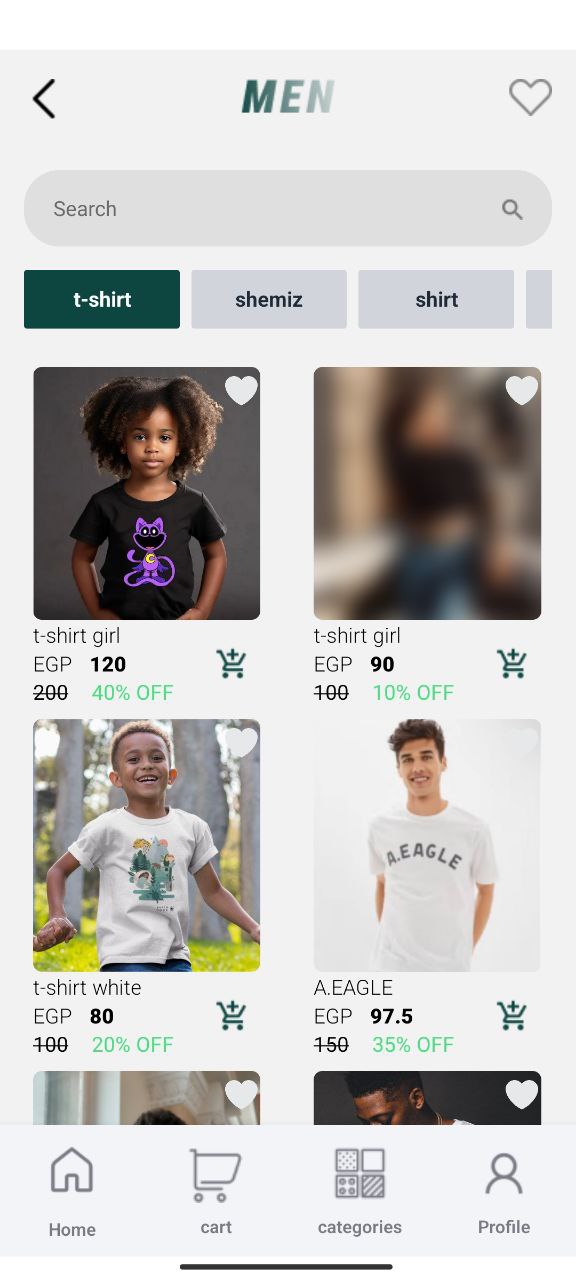 MEN
Search
t-shirt shemiz shirt
t-shirt girl t-shirt girl
EGP 120 EGP 90
200 40% OFF 100 10% OFF
A.EAGLE
t-shirt white A.EAGLE
EGP 80 EGP 97.5
100 20% OFF 150 35% OFF
Home cart categories Profile